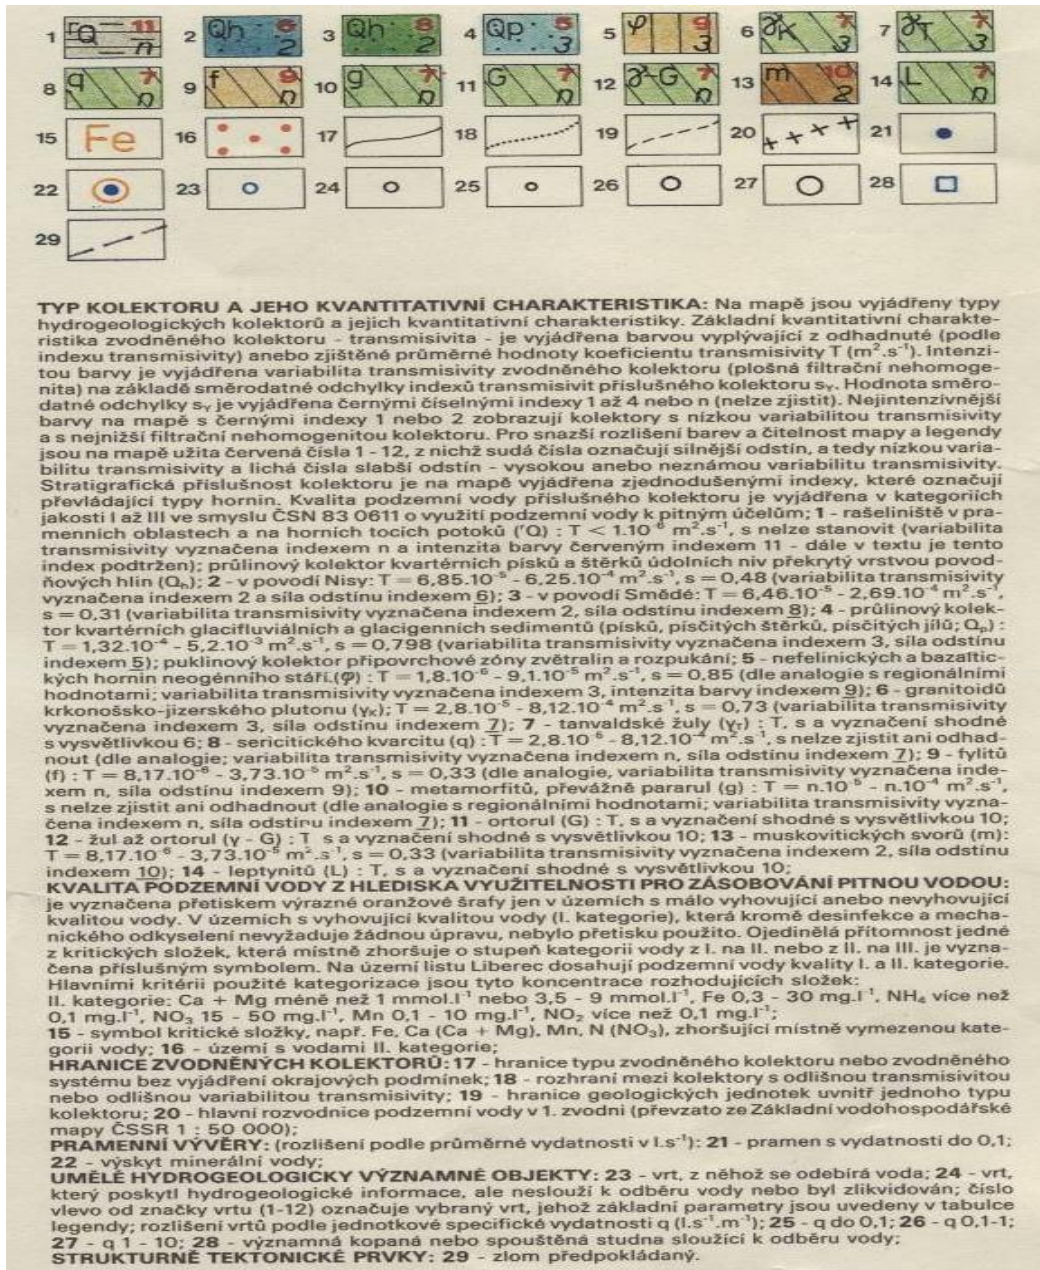 1 rQ 11 n 2 Qh 6 2 3 Qh 8 2 4 Qp 5 3 5 φ 9 3 6 γK 7 3 7 γT 7 3
8 q 7 n 9 f 9 n 10 g 7 n 11 G 7 n 12 γ-G 7 n 13 m 10 2 14 L 7 n
15 Fe 16 17 18 19 20 21
22 23 24 25 26 27 28
29
TYP KOLEKTORU A JEHO KVANTITATIVNÍ CHARAKTERISTIKA: Na mapě jsou vyjádřeny typy
hydrogeologických kolektorů a jejich kvantitativní charakteristiky. Základní kvantitativní charakte-
ristika zvodněného kolektoru - transmisivita - je vyjádřena barvou vyplývající z odhadnuté (podle
indexu transmisivity) anebo zjištěné průměrné hodnoty koeficientu transmisivity T (m².s⁻¹). Intenzi-
tou barvy je vyjádřena variabilita transmisivity zvodněného kolektoru (plošná filtrační nehomoge-
nita) na základě směrodatné odchylky indexů transmisivit příslušného kolektoru sᵧ. Hodnota směro-
datné odchylky sᵧ je vyjádřena černými číselnými indexy 1 až 4 nebo n (nelze zjistit). Nejintenzívnější
barvy na mapě s černými indexy 1 nebo 2 zobrazují kolektory s nízkou variabilitou transmisivity
a s nejnižší filtrační nehomogenitou kolektoru. Pro snazší rozlišení barev a čitelnost mapy a legendy
jsou na mapě užita červená čísla 1 - 12, z nichž sudá čísla označují silnější odstín, a tedy nízkou varia-
bilitu transmisivity a lichá čísla slabší odstín - vysokou anebo neznámou variabilitu transmisivity.
Stratigrafická příslušnost kolektoru je na mapě vyjádřena zjednodušenými indexy, které označují
převládající typy hornin. Kvalita podzemní vody příslušného kolektoru je vyjádřena v kategoriích
jakosti I až III ve smyslu ČSN 83 0611 o využití podzemní vody k pitným účelům; 1 - rašeliniště v pra-
menních oblastech a na horních tocích potoků (ʳQ) : T < 1.10⁻⁶ m².s⁻¹, s nelze stanovit (variabilita
transmisivity vyznačena indexem n a intenzita barvy červeným indexem 11 - dále v textu je tento
index podtržen); průlinový kolektor kvartérních písků a štěrků údolních niv překrytý vrstvou povod-
ňových hlin (Qₕ); 2 - v povodí Nisy: T = 6,85.10⁻⁵ - 6,25.10⁻⁴ m².s⁻¹, s = 0,48 (variabilita transmisivity
vyznačena indexem 2 a síla odstínu indexem 6); 3 - v povodí Smědé: T = 6,46.10⁻⁵ - 2,69.10⁻⁴ m².s⁻¹,
s = 0,31 (variabilita transmisivity vyznačena indexem 2, síla odstínu indexem 8); 4 - průlinový kolek-
tor kvartérních glacifluviálních a glacigenních sedimentů (písků, písčitých štěrků, písčitých jílů; Qₚ) :
T = 1,32.10⁻⁴ - 5,2.10⁻³ m².s⁻¹, s = 0,798 (variabilita transmisivity vyznačena indexem 3, síla odstínu
indexem 5); puklinový kolektor připovrchové zóny zvětralin a rozpukání; 5 - nefelinických a bazaltic-
kých hornin neogénního stáří.(φ) : T = 1,8.10⁻⁶ - 9,1.10⁻⁵ m².s⁻¹, s = 0,85 (dle analogie s regionálními
hodnotami; variabilita transmisivity vyznačena indexem 3, intenzita barvy indexem 9); 6 - granitoidů
krkonošsko-jizerského plutonu (γₖ); T = 2,8.10⁻⁵ - 8,12.10⁻⁴ m².s⁻¹, s = 0,73 (variabilita transmisivity
vyznačena indexem 3, síla odstínu indexem 7); 7 - tanvaldské žuly (γT) : T, s a vyznačení shodné
s vysvětlivkou 6; 8 - sericitického kvarcitu (q) : T = 2,8.10⁻⁵ - 8,12.10⁻⁴ m².s⁻¹, s nelze zjistit ani odhad-
nout (dle analogie; variabilita transmisivity vyznačena indexem n, síla odstínu indexem 7); 9 - fylitů
(f) : T = 8,17.10⁻⁶ - 3,73.10⁻⁵ m².s⁻¹, s = 0,33 (dle analogie, variabilita transmisivity vyznačena inde-
xem n, síla odstínu indexem 9); 10 - metamorfitů, převážně pararul (g) : T = n.10⁻⁵ - n.10⁻⁴ m².s⁻¹,
s nelze zjistit ani odhadnout (dle analogie s regionálními hodnotami; variabilita transmisivity vyzna-
čena indexem n, síla odstínu indexem 7); 11 - ortorul (G) : T, s a vyznačení shodné s vysvětlivkou 10;
12 - žul až ortorul (γ - G) : T s a vyznačení shodné s vysvětlivkou 10; 13 - muskovitických svorů (m):
T = 8,17.10⁻⁶ - 3,73.10⁻⁵ m².s⁻¹, s = 0,33 (variabilita transmisivity vyznačena indexem 2, síla odstínu
indexem 10); 14 - leptynitů (L) : T, s a vyznačení shodné s vysvětlivkou 10;
KVALITA PODZEMNÍ VODY Z HLEDISKA VYUŽITELNOSTI PRO ZÁSOBOVÁNÍ PITNOU VODOU:
je vyznačena přetiskem výrazné oranžové šrafy jen v územích s málo vyhovující anebo nevyhovující
kvalitou vody. V územích s vyhovující kvalitou vody (I. kategorie), která kromě desinfekce a mecha-
nického odkyselení nevyžaduje žádnou úpravu, nebylo přetisku použito. Ojedinělá přítomnost jedné
z kritických složek, která místně zhoršuje o stupeň kategorii vody z I. na II. nebo z II. na III. je vyzna-
čena příslušným symbolem. Na území listu Liberec dosahují podzemní vody kvality I. a II. kategorie.
Hlavními kritérii použité kategorizace jsou tyto koncentrace rozhodujících složek:
II. kategorie: Ca + Mg méně než 1 mmol.l⁻¹ nebo 3,5 - 9 mmol.l⁻¹, Fe 0,3 - 30 mg.l⁻¹, NH₄ více než
0,1 mg.l⁻¹, NO₃ 15 - 50 mg.l⁻¹, Mn 0,1 - 10 mg.l⁻¹, NO₂ více než 0,1 mg.l⁻¹;
15 - symbol kritické složky, např. Fe, Ca (Ca + Mg), Mn, N (NO₃), zhoršující místně vymezenou kate-
gorii vody; 16 - území s vodami II. kategorie;
HRANICE ZVODNĚNÝCH KOLEKTORŮ: 17 - hranice typu zvodněného kolektoru nebo zvodněného
systému bez vyjádření okrajových podmínek; 18 - rozhraní mezi kolektory s odlišnou transmisivitou
nebo odlišnou variabilitou transmisivity; 19 - hranice geologických jednotek uvnitř jednoho typu
kolektoru; 20 - hlavní rozvodnice podzemní vody v 1. zvodni (převzato ze Základní vodohospodářské
mapy ČSSR 1 : 50 000);
PRAMENNÍ VÝVĚRY: (rozlišení podle průměrné vydatnosti v l.s⁻¹): 21 - pramen s vydatností do 0,1;
22 - výskyt minerální vody;
UMĚLÉ HYDROGEOLOGICKY VÝZNAMNÉ OBJEKTY: 23 - vrt, z něhož se odebírá voda; 24 - vrt,
který poskytl hydrogeologické informace, ale neslouží k odběru vody nebo byl zlikvidován; číslo
vlevo od značky vrtu (1-12) označuje vybraný vrt, jehož základní parametry jsou uvedeny v tabulce
legendy; rozlišení vrtů podle jednotkové specifické vydatnosti q (l.s⁻¹.m⁻¹); 25 - q do 0,1; 26 - q 0,1-1;
27 - q 1 - 10; 28 - významná kopaná nebo spouštěná studna sloužící k odběru vody;
STRUKTURNĚ TEKTONICKÉ PRVKY: 29 - zlom předpokládaný.